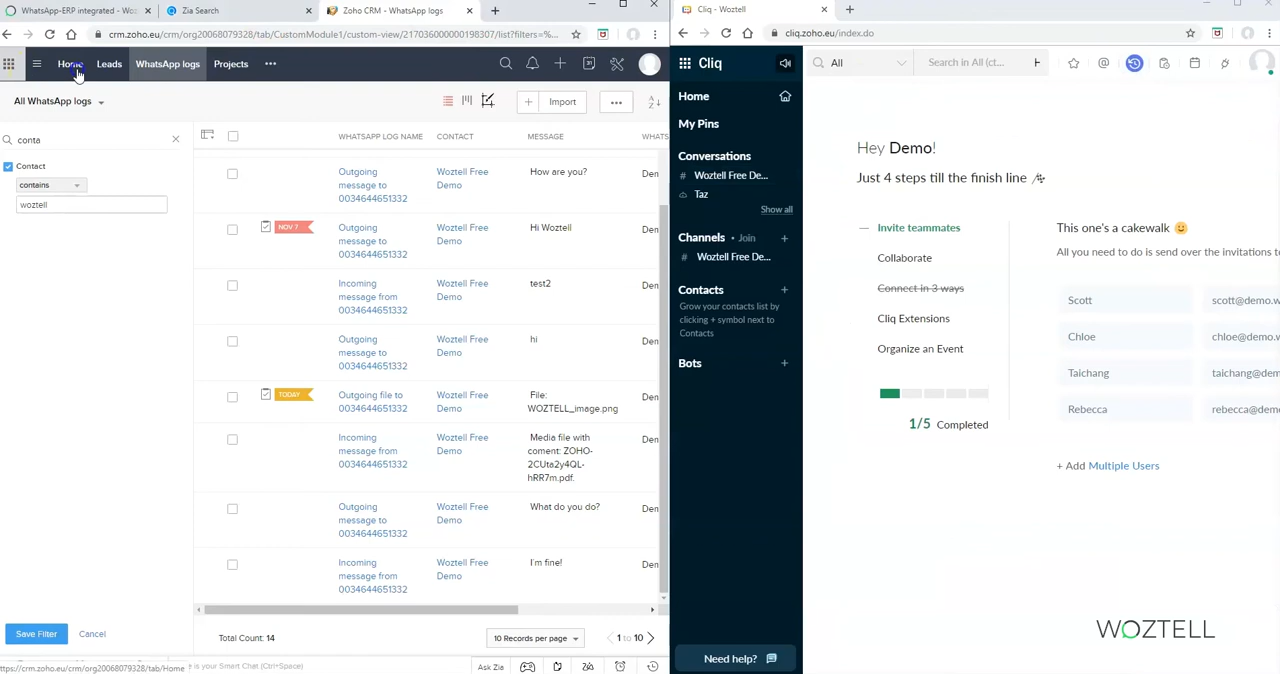 WhatsApp-ERP integrated - Woz
Zia Search
Zoho CRM - WhatsApp logs
crm.zoho.eu/crm/org20068079328/tab/CustomModule1/custom-view/217036000000198307/list?filters=%...
Home
Leads
WhatsApp logs
Projects
All WhatsApp logs
Import
conta
Contact
contains
woztell
WHATSAPP LOG NAME
CONTACT
MESSAGE
WHATS
Outgoing
message to
0034644651332
Woztell Free
Demo
How are you?
Den
NOV 7
Outgoing
message to
0034644651332
Woztell Free
Demo
Hi Woztell
Den
Incoming
message from
0034644651332
Woztell Free
Demo
test2
Den
Outgoing
message to
0034644651332
Woztell Free
Demo
hi
Den
TODAY
Outgoing file to
0034644651332
Woztell Free
Demo
File:
WOZTELL_image.png
Den
Incoming
message from
0034644651332
Woztell Free
Demo
Media file with
coment: ZOHO-
2CUta2y4QL-
hRR7m.pdf.
Den
Outgoing
message to
0034644651332
Woztell Free
Demo
What do you do?
Den
Incoming
message from
0034644651332
Woztell Free
Demo
I'm fine!
Den
Save Filter
Cancel
Total Count: 14
10 Records per page
1 to 10
ttps://crm.zoho.eu/crm/org20068079328/tab/Home
is your Smart Chat (Ctrl+Space)
Ask Zia
Cliq - Woztell
cliq.zoho.eu/index.do
Cliq
All
Search in All (ct...
Home
My Pins
Conversations
# Woztell Free De...
Taz
Show all
Channels • Join
# Woztell Free De...
Contacts
Grow your contacts list by
clicking + symbol next to
Contacts
Bots
Need help?
Hey Demo!
Just 4 steps till the finish line
Invite teammates
Collaborate
Connect in 3 ways
Cliq Extensions
Organize an Event
1/5 Completed
This one's a cakewalk
All you need to do is send over the invitations to
Scott
scott@demo.w
Chloe
chloe@demo.w
Taichang
taichang@dem
Rebecca
rebecca@demo
+ Add Multiple Users
WOZTELL